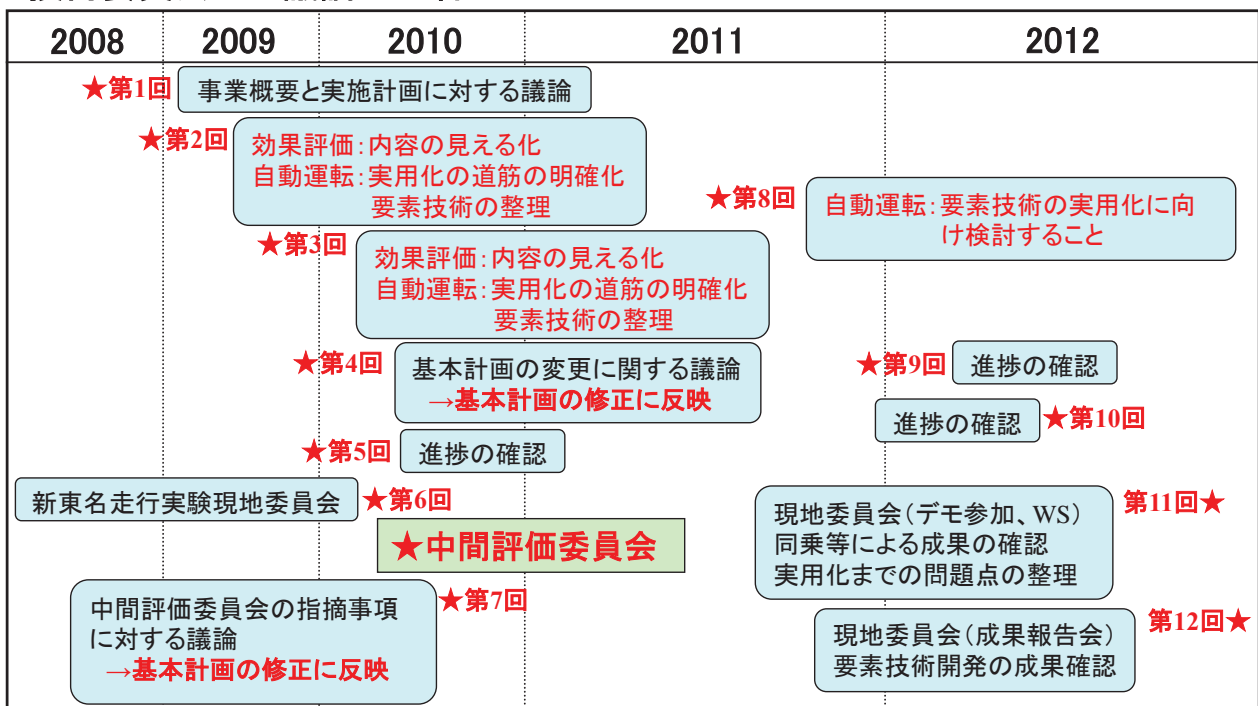 2008 2009 2010 2011 2012
★第1回 事業概要と実施計画に対する議論
★第2回 効果評価：内容の見える化
自動運転：実用化の道筋の明確化
要素技術の整理
★第8回 自動運転：要素技術の実用化に向
け検討すること
★第3回 効果評価：内容の見える化
自動運転：実用化の道筋の明確化
要素技術の整理
★第4回 基本計画の変更に関する議論
→基本計画の修正に反映
★第9回 進捗の確認
進捗の確認 ★第10回
★第5回 進捗の確認
新東名走行実験現地委員会 ★第6回
★中間評価委員会
現地委員会（デモ参加、WS） 第11回★
同乗等による成果の確認
実用化までの問題点の整理
中間評価委員会の指摘事項 ★第7回
に対する議論
→基本計画の修正に反映
現地委員会（成果報告会） 第12回★
要素技術開発の成果確認